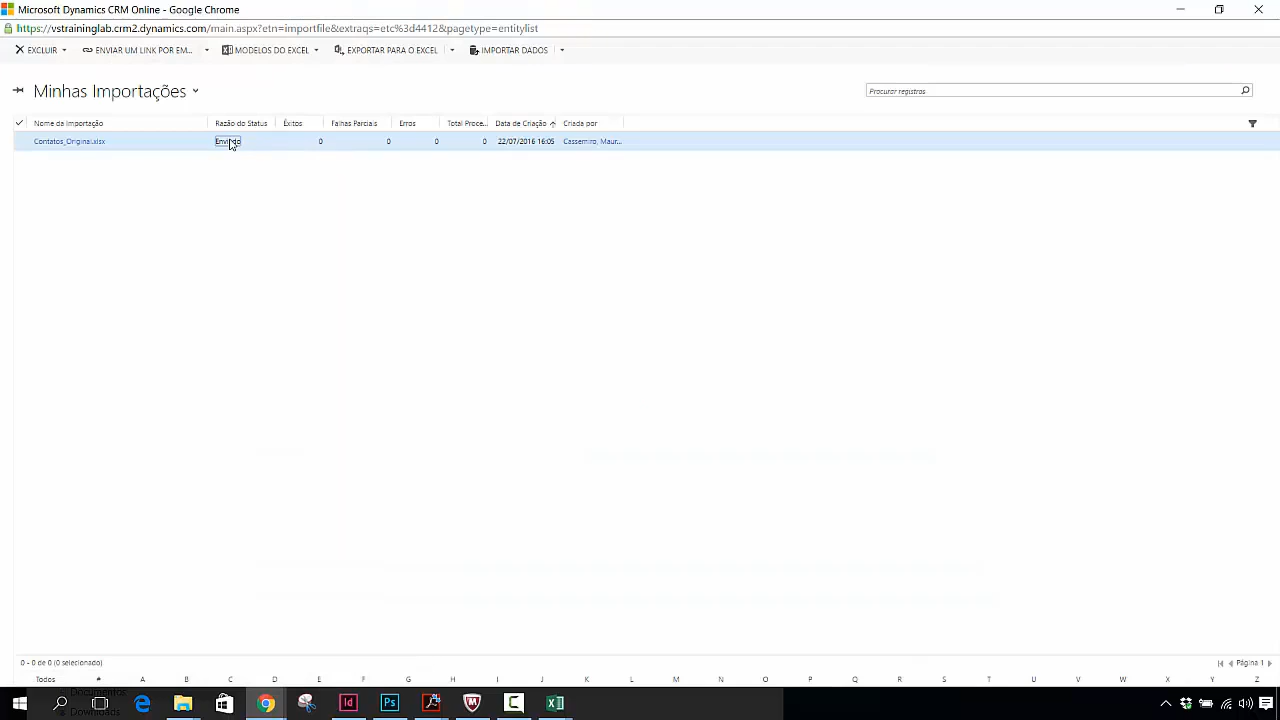 Microsoft Dynamics CRM Online - Google Chrome
https://vstraininglab.crm2.dynamics.com/main.aspx?etn=importfile&extraqs=etc%3d4412&pagetype=entitylist
EXCLUIR ENVIAR UM LINK POR EM... MODELOS DO EXCEL EXPORTAR PARA O EXCEL IMPORTAR DADOS
Minhas Importações
Procurar registros
Nome da Importação Razão do Status Êxitos Falhas Parciais Erros Total Proce... Data de Criação Criada por
Contatos_Original.xlsx 0 0 0 0 22/07/2016 16:05 Cassemiro, Maur...
0 - 0 de 0 (0 selecionado) Página 1
Todos # A B C D E F G H I J K L M N O P Q R S T U V W X Y Z
Documentos
Downloads
Id Ps